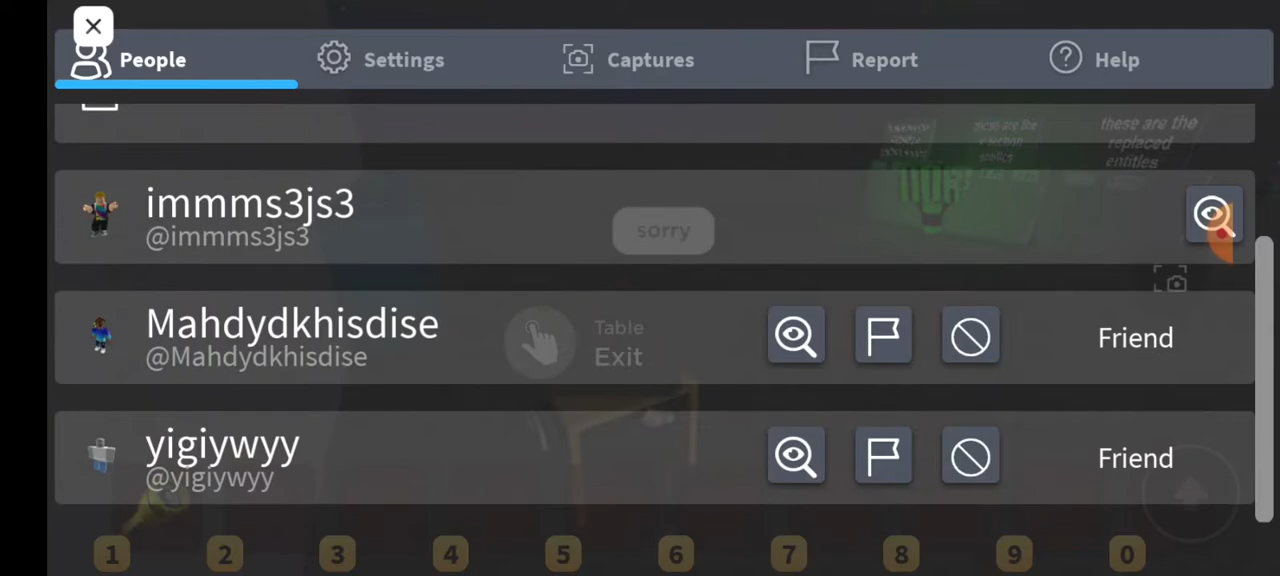 People
Settings
Captures
Report
Help
these are the
replaced
entities
immms3js3
@immms3js3
sorry
Mahdydkhisdise
@Mahdydkhisdise
Table
Exit
Friend
yigiywyy
@yigiywyy
Friend
1 2 3 4 5 6 7 8 9 0